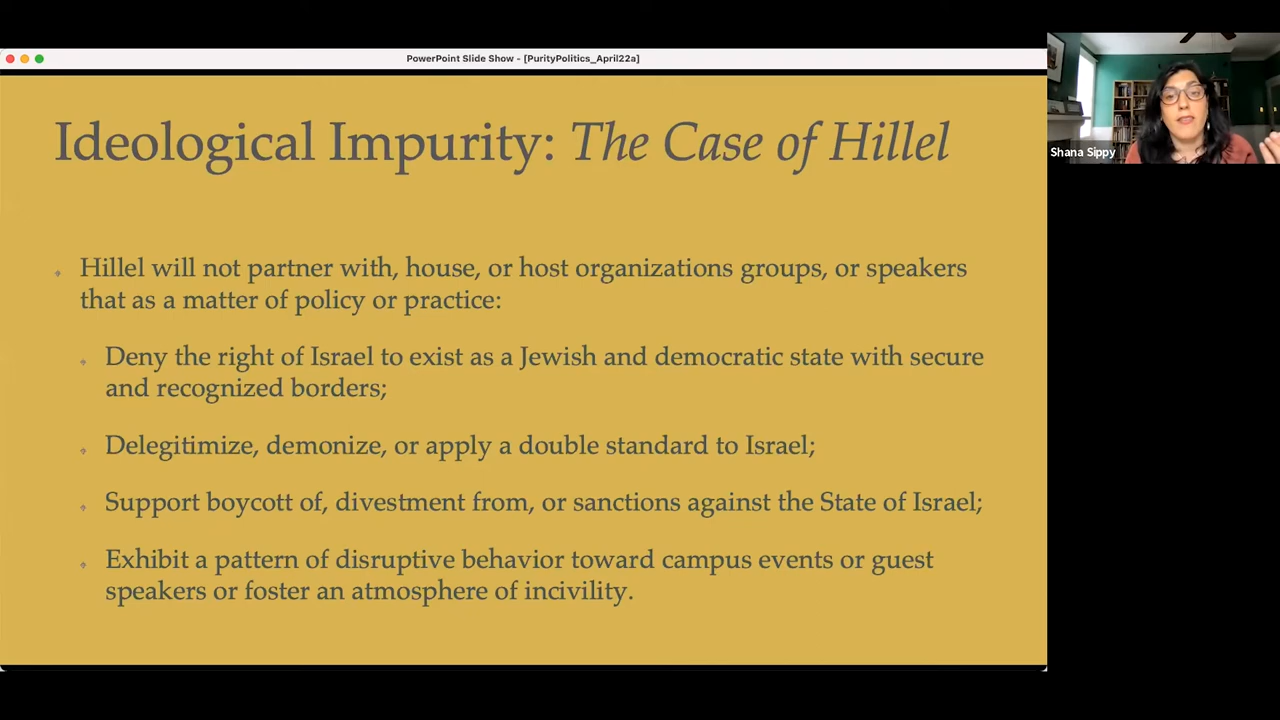 PowerPoint Slide Show - [PurityPolitics_April22a]
Ideological Impurity: The Case of Hillel
Hillel will not partner with, house, or host organizations groups, or speakers
that as a matter of policy or practice:
Deny the right of Israel to exist as a Jewish and democratic state with secure
and recognized borders;
Delegitimize, demonize, or apply a double standard to Israel;
Support boycott of, divestment from, or sanctions against the State of Israel;
Exhibit a pattern of disruptive behavior toward campus events or guest
speakers or foster an atmosphere of incivility.
Shana Sippy